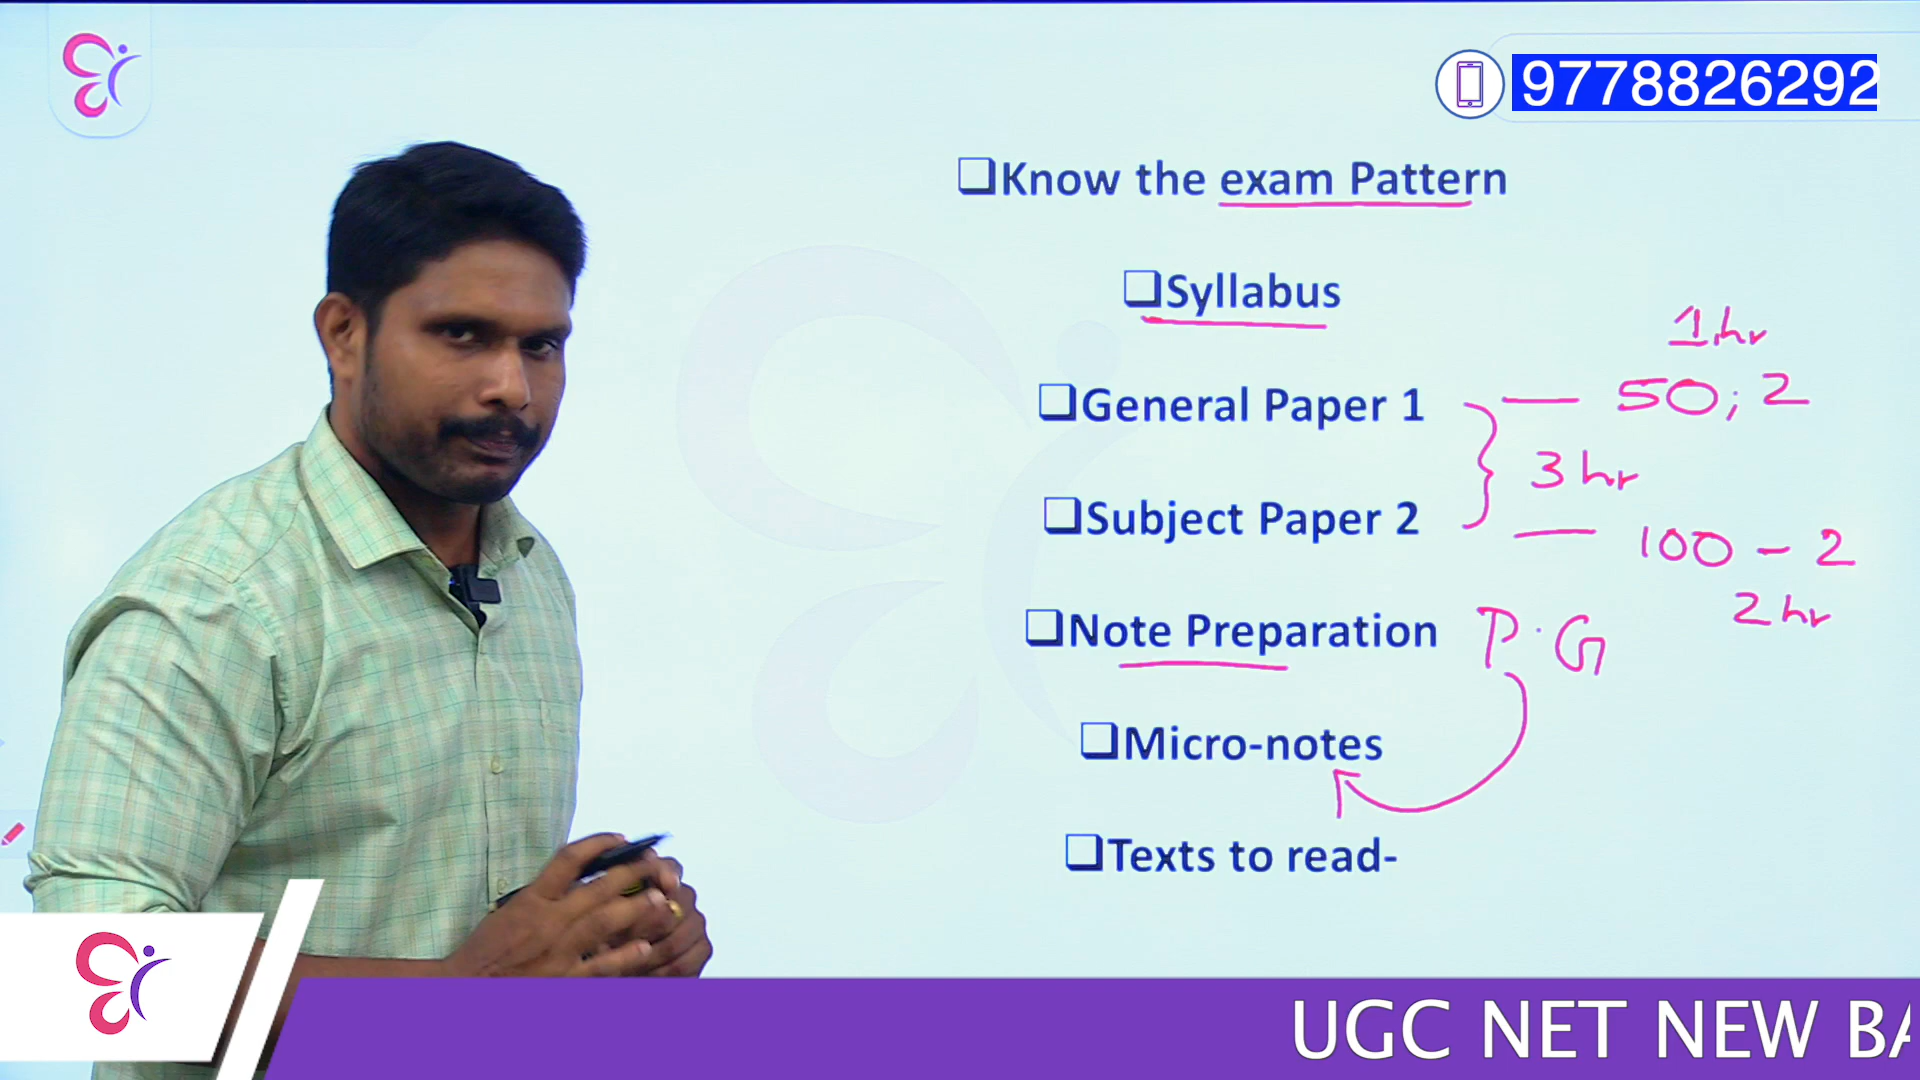 9778826292
❑Know the exam Pattern
❑Syllabus
1 hr
❑General Paper 1
50; 2
3 hr
❑Subject Paper 2
100 - 2
2 hr
❑Note Preparation
P.G
❑Micro-notes
❑Texts to read-
UGC NET NEW BA